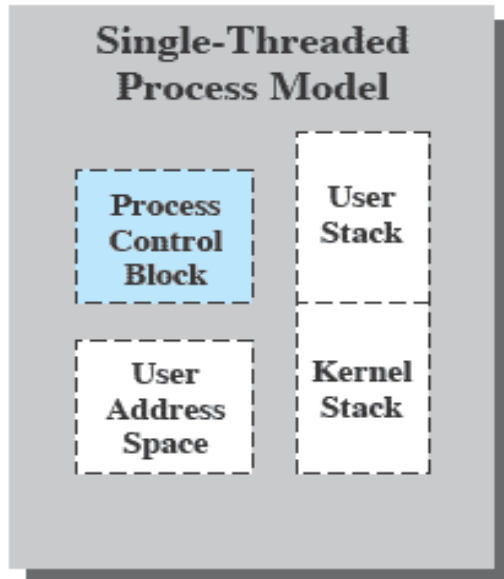 Single-Threaded
Process Model
Process
Control
Block
User
Address
Space
User
Stack
Kernel
Stack